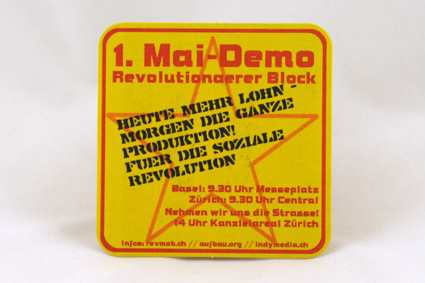 1. Mai-Demo
Revolutionaerer Block
HEUTE MEHR LOHN -
MORGEN DIE GANZE
PRODUKTION!
FUER DIE SOZIALE
REVOLUTION
Basel: 9.30 Uhr Messeplatz
Zürich: 9.30 Uhr Central
Nehmen wir uns die Strasse!
14 Uhr Kanzleiareal Zürich
Infos: revmob.ch // aufbau.org // indymedia.ch